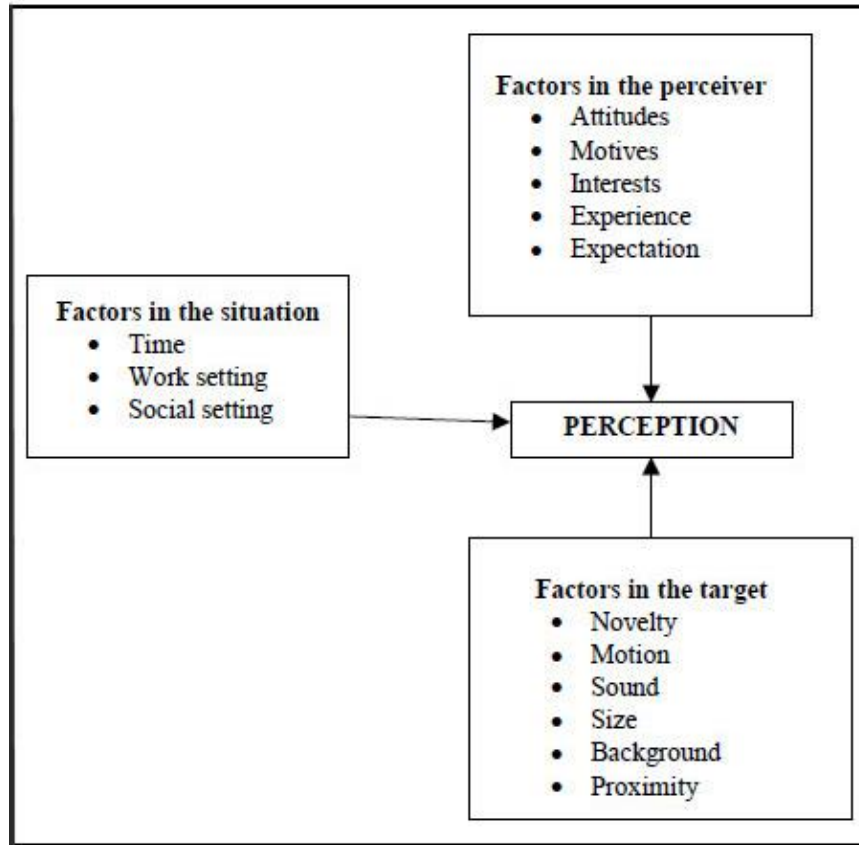 Factors in the perceiver
• Attitudes
• Motives
• Interests
• Experience
• Expectation
Factors in the situation
• Time
• Work setting
• Social setting
PERCEPTION
Factors in the target
• Novelty
• Motion
• Sound
• Size
• Background
• Proximity